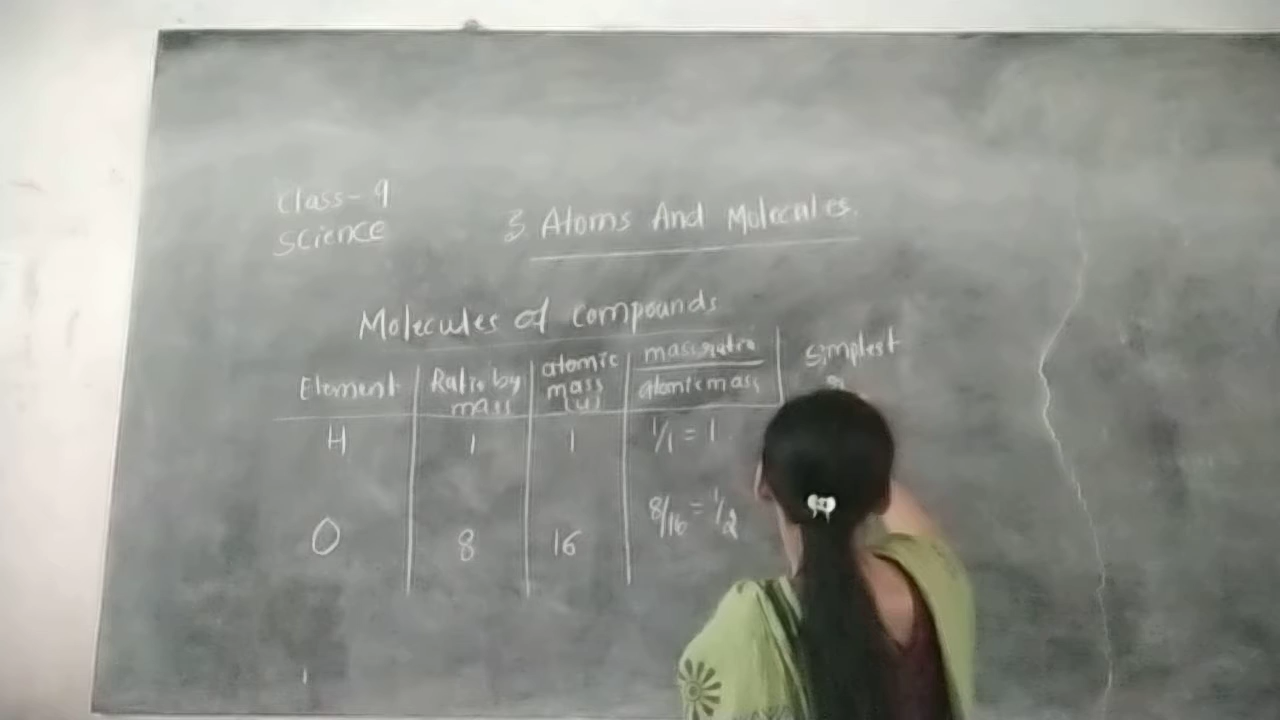 Class-9
Science
3 Atoms And Molecules.
Molecules of compounds
Element Ratio by mass atomic mass (u) mass ratio / atomic mass simplest
H 1 1 1/1 = 1
O 8 16 8/16 = 1/2